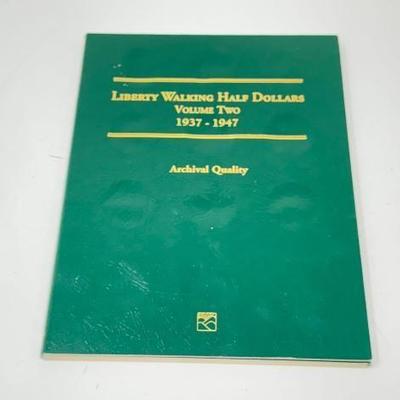 LIBERTY WALKING HALF DOLLARS
VOLUME TWO
1937 - 1947
Archival Quality